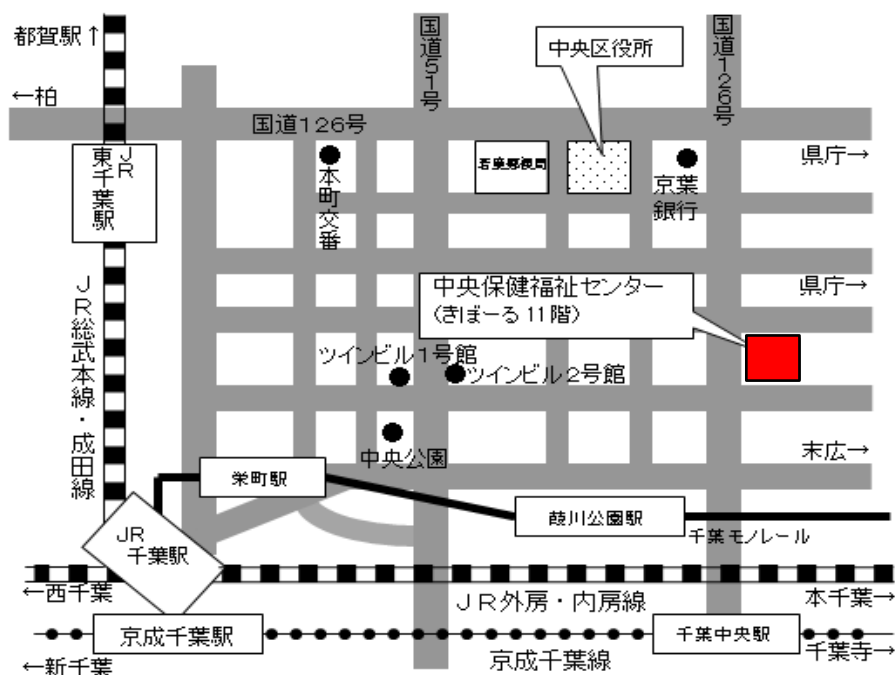 都賀駅↑
国道51号
中央区役所
国道126号
←柏
国道126号
JR
東千葉駅
本町交番
若葉郵便局
京葉
銀行
県庁→
中央保健福祉センター
(きぼーる11階)
県庁→
JR総武本線・成田線
ツインビル1号館
ツインビル2号館
中央公園
末広→
栄町駅
葭川公園駅
千葉モノレール
JR
千葉駅
←西千葉
JR外房・内房線
本千葉→
京成千葉駅
千葉中央駅
←新千葉
京成千葉線
千葉寺→